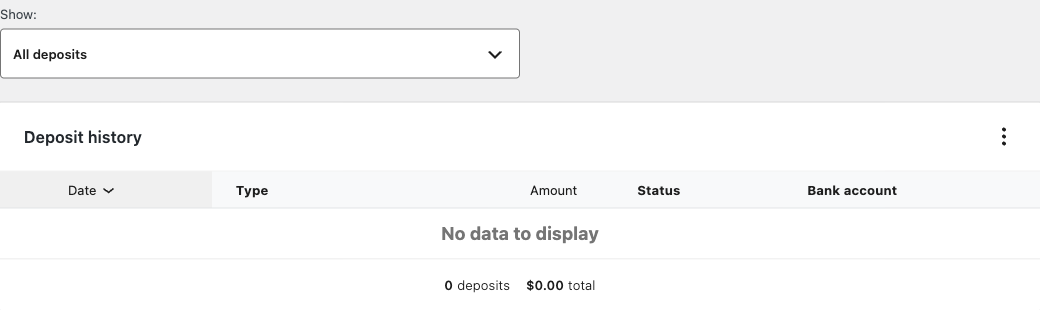 Show:
All deposits
Deposit history
Date Type Amount Status Bank account
No data to display
0 deposits $0.00 total